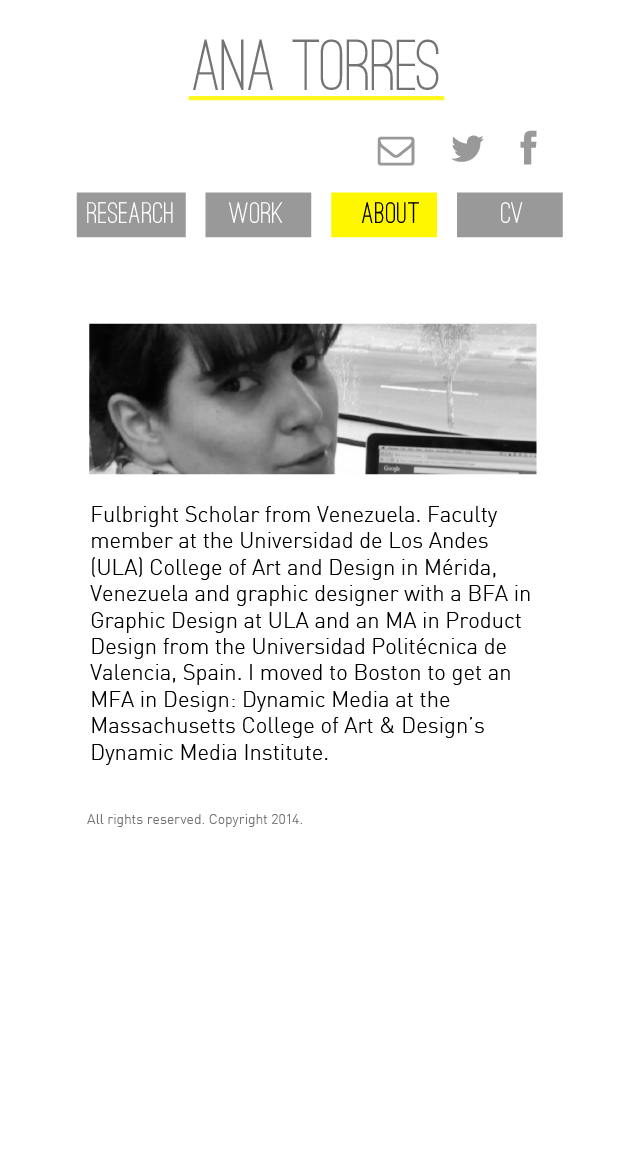 ANA TORRES
RESEARCH WORK ABOUT CV
Google
Fulbright Scholar from Venezuela. Faculty
member at the Universidad de Los Andes
(ULA) College of Art and Design in Mérida,
Venezuela and graphic designer with a BFA in
Graphic Design at ULA and an MA in Product
Design from the Universidad Politécnica de
Valencia, Spain. I moved to Boston to get an
MFA in Design: Dynamic Media at the
Massachusetts College of Art & Design's
Dynamic Media Institute.
All rights reserved. Copyright 2014.